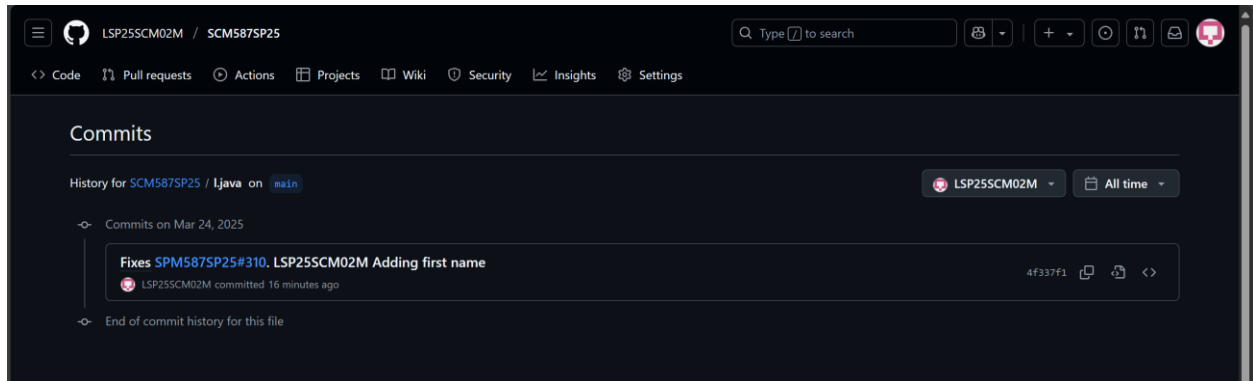 LSP25SCM02M / SCM587SP25
Type / to search
Code Pull requests Actions Projects Wiki Security Insights Settings
Commits
History for SCM587SP25 / l.java on main
LSP25SCM02M All time
Commits on Mar 24, 2025
Fixes SPM587SP25#310. LSP25SCM02M Adding first name
4f337f1
LSP25SCM02M committed 16 minutes ago
End of commit history for this file